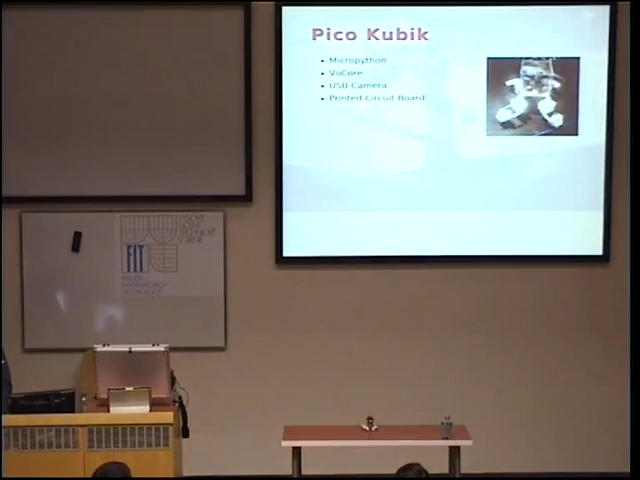 Pico Kubik
Micropython
VoCore
USB Camera
Printed Circuit Board
FIT